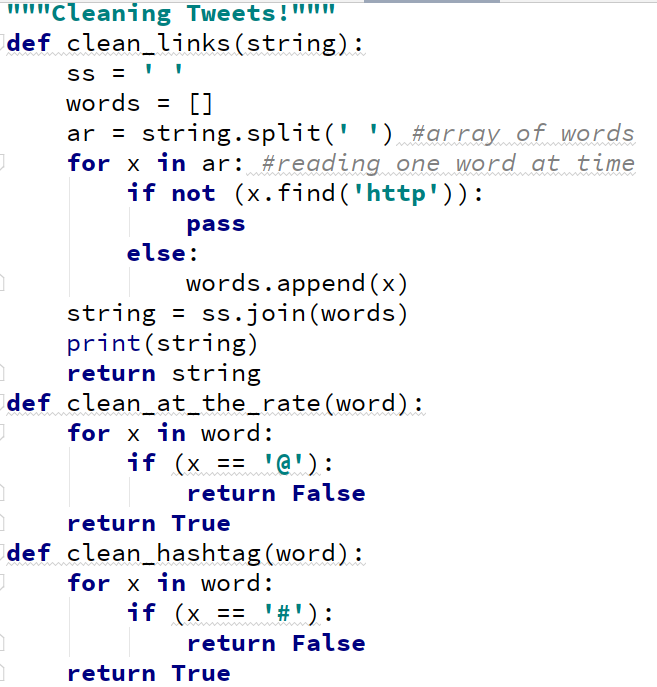 """Cleaning Tweets!"""
def clean_links(string):
    ss = ' '
    words = []
    ar = string.split(' ') #array of words
    for x in ar: #reading one word at time
        if not (x.find('http')):
            pass
        else:
            words.append(x)
    string = ss.join(words)
    print(string)
    return string
def clean_at_the_rate(word):
    for x in word:
        if (x == '@'):
            return False
    return True
def clean_hashtag(word):
    for x in word:
        if (x == '#'):
            return False
    return True